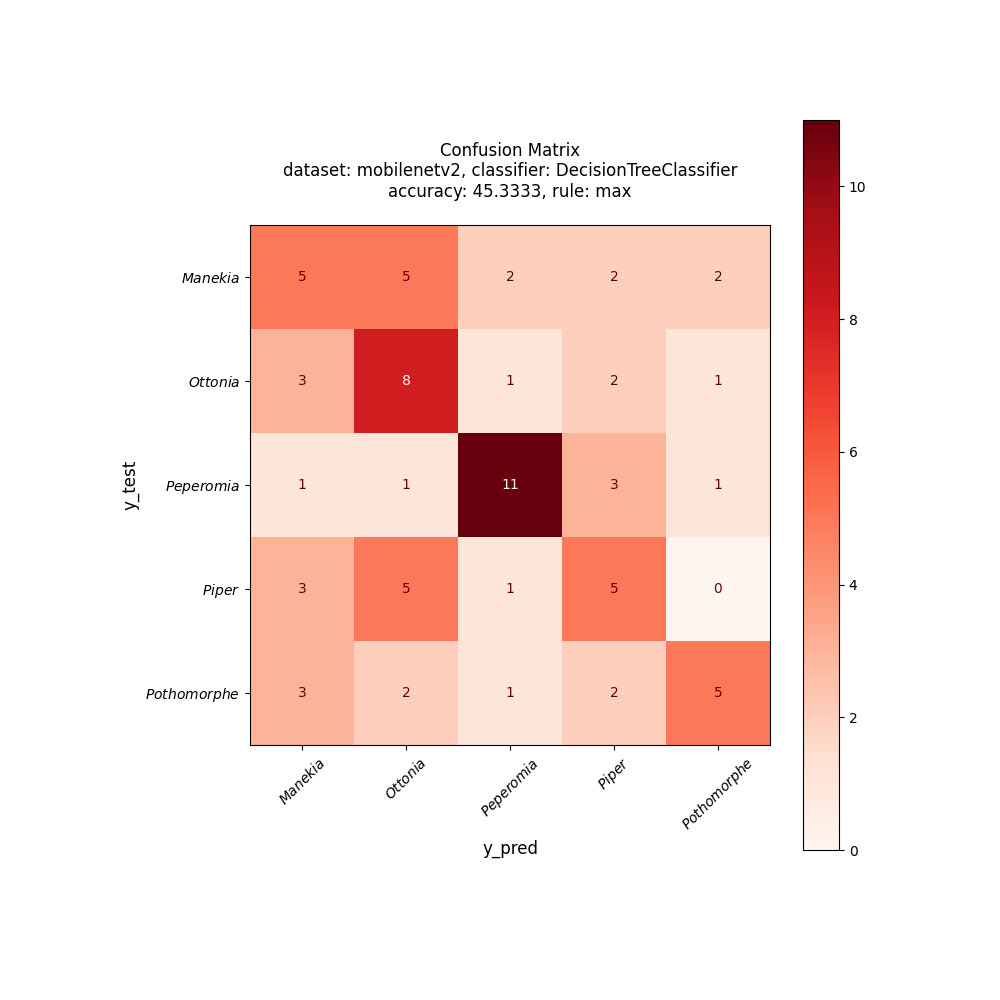 Confusion Matrix
dataset: mobilenetv2, classifier: DecisionTreeClassifier
accuracy: 45.3333, rule: max
y_test
Manekia 5 5 2 2 2
Ottonia 3 8 1 2 1
Peperomia 1 1 11 3 1
Piper 3 5 1 5 0
Pothomorphe 3 2 1 2 5
Manekia Ottonia Peperomia Piper Pothomorphe
y_pred
10
8
6
4
2
0